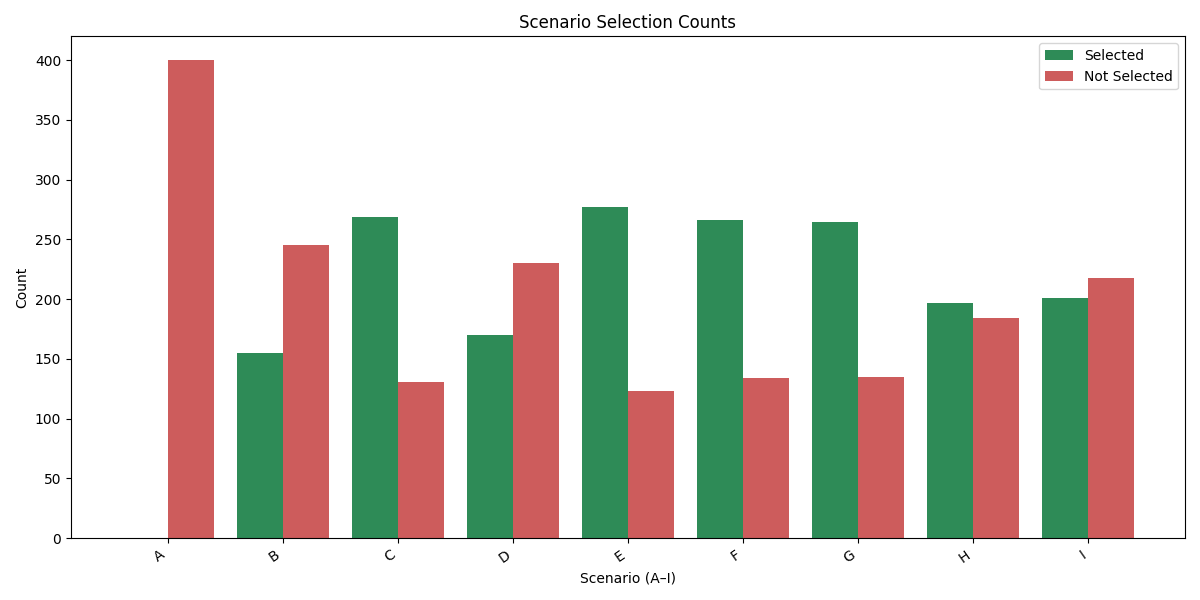 Scenario Selection Counts
Selected
Not Selected
400
350
300
250
200
150
100
50
0
Count
A
B
C
D
E
F
G
H
I
Scenario (A–I)